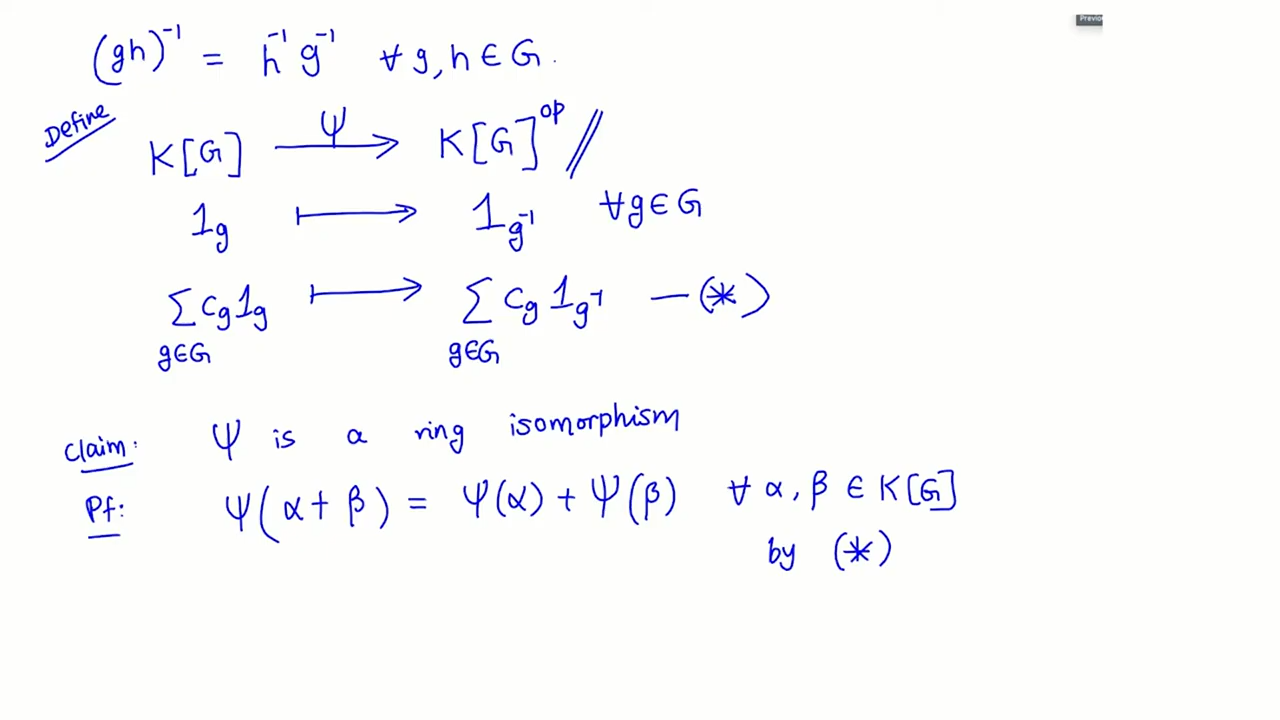 (gh)⁻¹ = h⁻¹ g⁻¹ ∀ g, h ∈ G.
Define
K[G] —Ψ→ K[G]^op //
1_g ⟼ 1_{g⁻¹} ∀g∈G
∑_{g∈G} c_g 1_g ⟼ ∑_{g∈G} c_g 1_{g⁻¹} —(*)
Claim: Ψ is a ring isomorphism
Pf: Ψ(α+β) = Ψ(α) + Ψ(β) ∀ α, β ∈ K[G]
by (*)